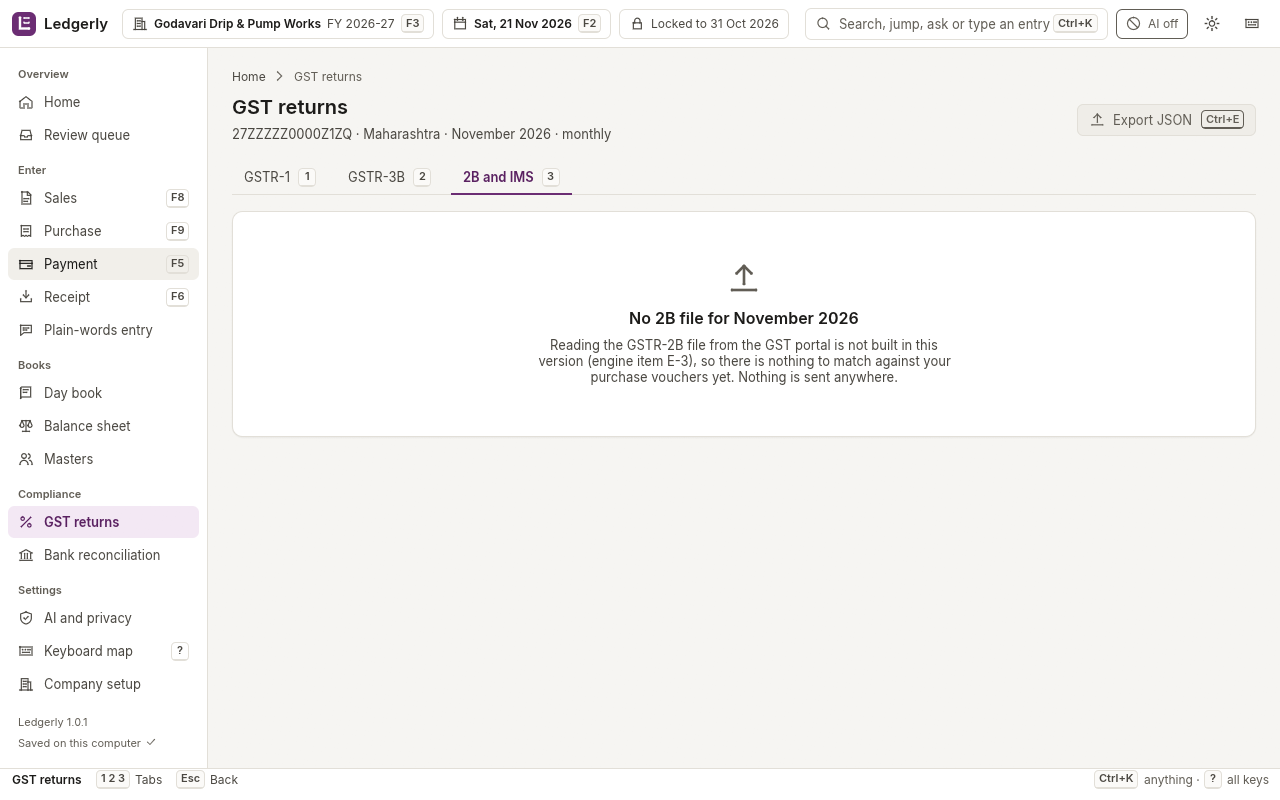 Ledgerly
Godavari Drip & Pump Works FY 2026-27 F3
Sat, 21 Nov 2026 F2
Locked to 31 Oct 2026
Search, jump, ask or type an entry Ctrl+K
AI off
Overview
Home
Review queue
Enter
Sales F8
Purchase F9
Payment F5
Receipt F6
Plain-words entry
Books
Day book
Balance sheet
Masters
Compliance
GST returns
Bank reconciliation
Settings
AI and privacy
Keyboard map ?
Company setup
Ledgerly 1.0.1
Saved on this computer
Home GST returns
GST returns
27ZZZZZ0000Z1ZQ · Maharashtra · November 2026 · monthly
Export JSON Ctrl+E
GSTR-1 1 GSTR-3B 2 2B and IMS 3
No 2B file for November 2026
Reading the GSTR-2B file from the GST portal is not built in this
version (engine item E-3), so there is nothing to match against your
purchase vouchers yet. Nothing is sent anywhere.
GST returns 1 2 3 Tabs Esc Back
Ctrl+K anything · ? all keys